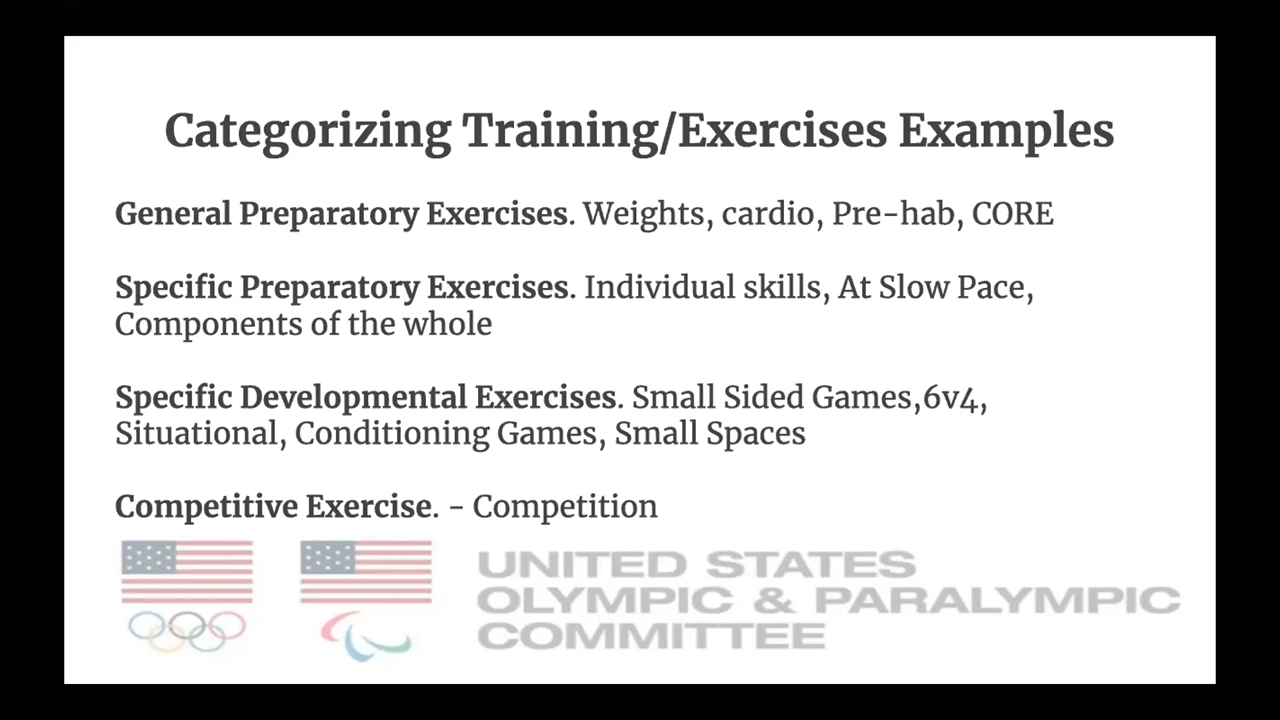 Categorizing Training/Exercises Examples
General Preparatory Exercises. Weights, cardio, Pre-hab, CORE
Specific Preparatory Exercises. Individual skills, At Slow Pace,
Components of the whole
Specific Developmental Exercises. Small Sided Games,6v4,
Situational, Conditioning Games, Small Spaces
Competitive Exercise. - Competition
UNITED STATES
OLYMPIC & PARALYMPIC
COMMITTEE